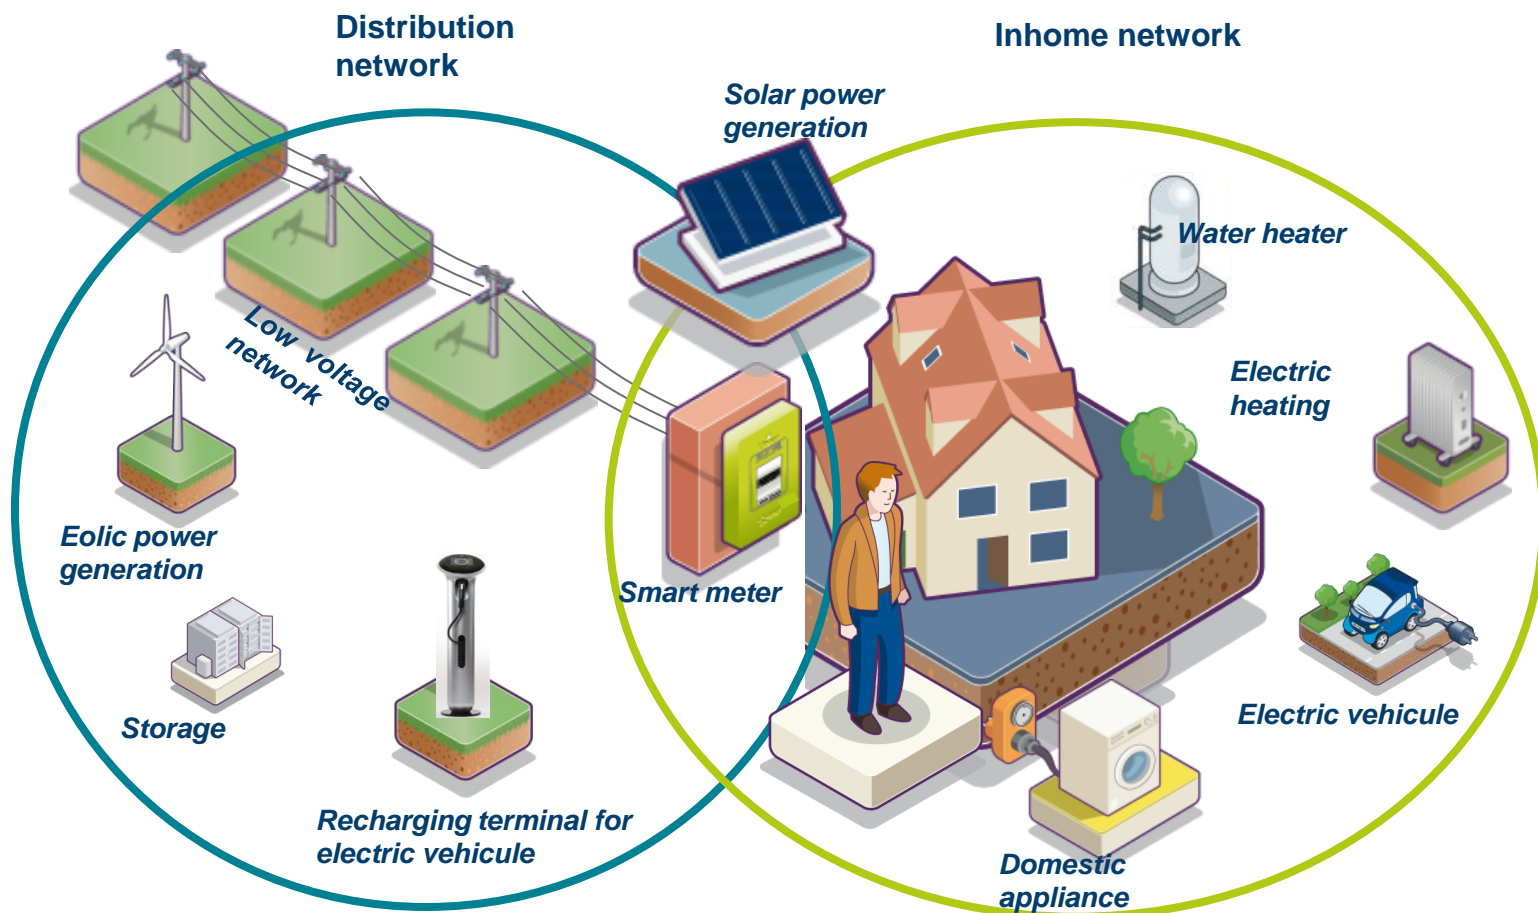 Distribution
network
Inhome network
Solar power
generation
Water heater
Low voltage
network
Electric
heating
Eolic power
generation
Smart meter
Storage
Electric vehicule
Recharging terminal for
electric vehicule
Domestic
appliance